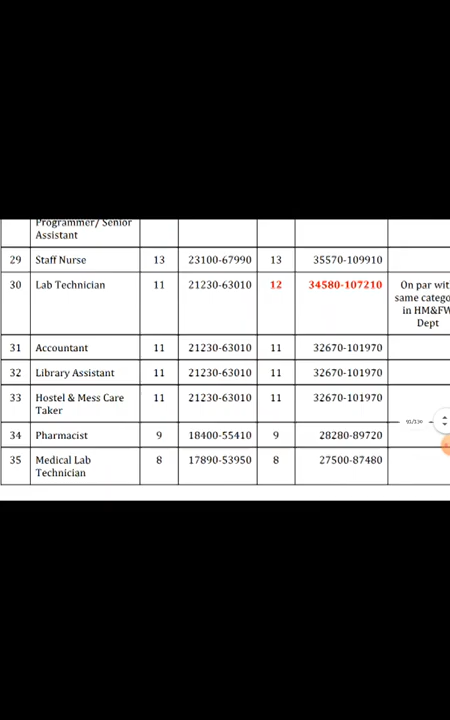 Programmer/ Senior
Assistant
29 Staff Nurse 13 23100-67990 13 35570-109910
30 Lab Technician 11 21230-63010 12 34580-107210 On par with
same catego
in HM&FW
Dept
31 Accountant 11 21230-63010 11 32670-101970
32 Library Assistant 11 21230-63010 11 32670-101970
33 Hostel & Mess Care 11 21230-63010 11 32670-101970
Taker
34 Pharmacist 9 18400-55410 9 28280-89720
35 Medical Lab 8 17890-53950 8 27500-87480
Technician